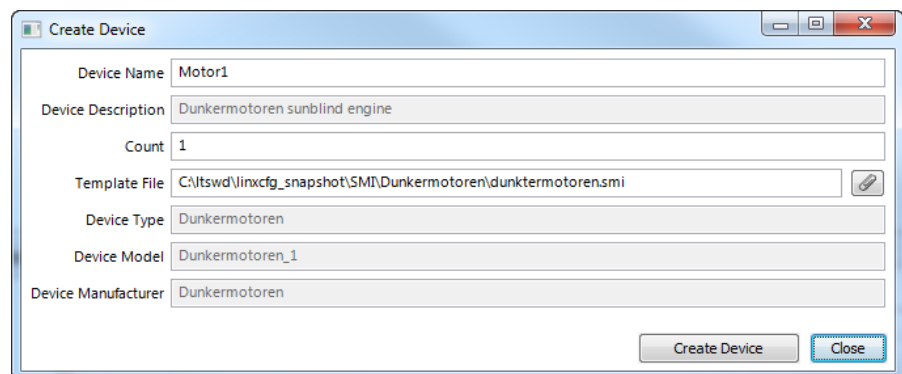 Create Device
Device Name Motor1
Device Description Dunkermotoren sunblind engine
Count 1
Template File C:\ltswd\linxcfg_snapshot\SMI\Dunkermotoren\dunktermotoren.smi
Device Type Dunkermotoren
Device Model Dunkermotoren_1
Device Manufacturer Dunkermotoren
Create Device Close